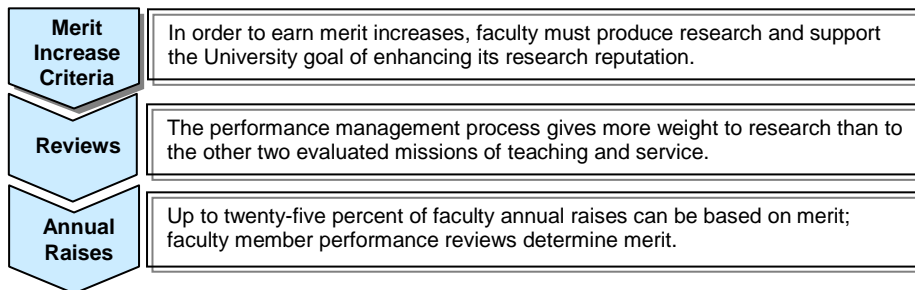 Merit
Increase
Criteria
In order to earn merit increases, faculty must produce research and support
the University goal of enhancing its research reputation.
Reviews
The performance management process gives more weight to research than to
the other two evaluated missions of teaching and service.
Annual
Raises
Up to twenty-five percent of faculty annual raises can be based on merit;
faculty member performance reviews determine merit.